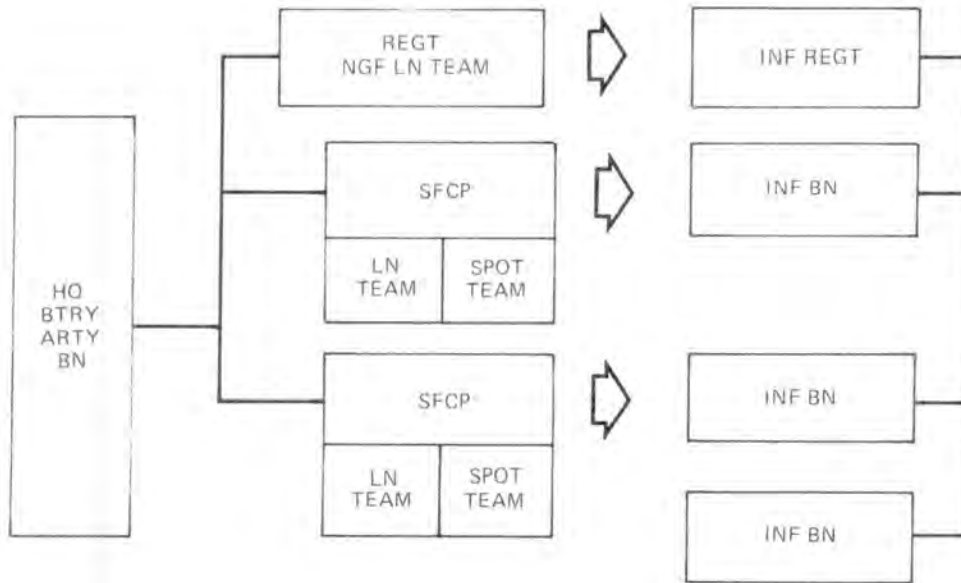 REGT
NGF LN TEAM
INF REGT
SFCP
INF BN
LN
TEAM
SPOT
TEAM
HQ
BTRY
ARTY
BN
SFCP
INF BN
LN
TEAM
SPOT
TEAM
INF BN